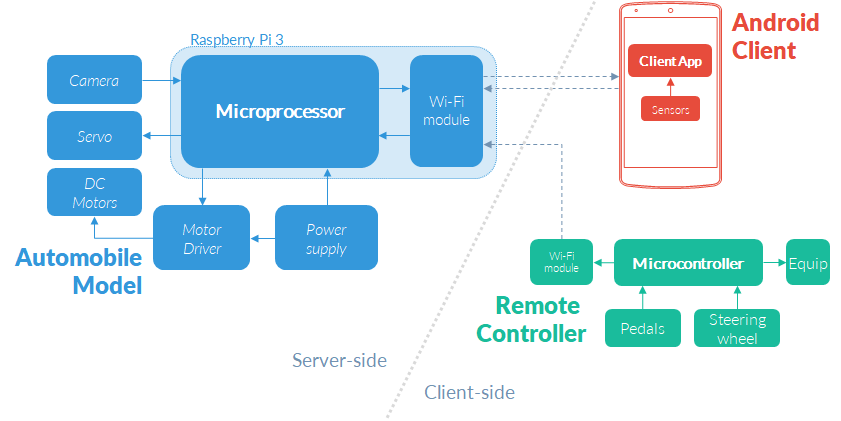 Raspberry Pi 3
Camera
Servo
DC
Motors
Microprocessor
Wi-Fi
module
Motor
Driver
Power
supply
Automobile
Model
Android
Client
Client App
Sensors
Wi-Fi
module
Microcontroller
Equip
Pedals
Steering
wheel
Remote
Controller
Server-side
Client-side